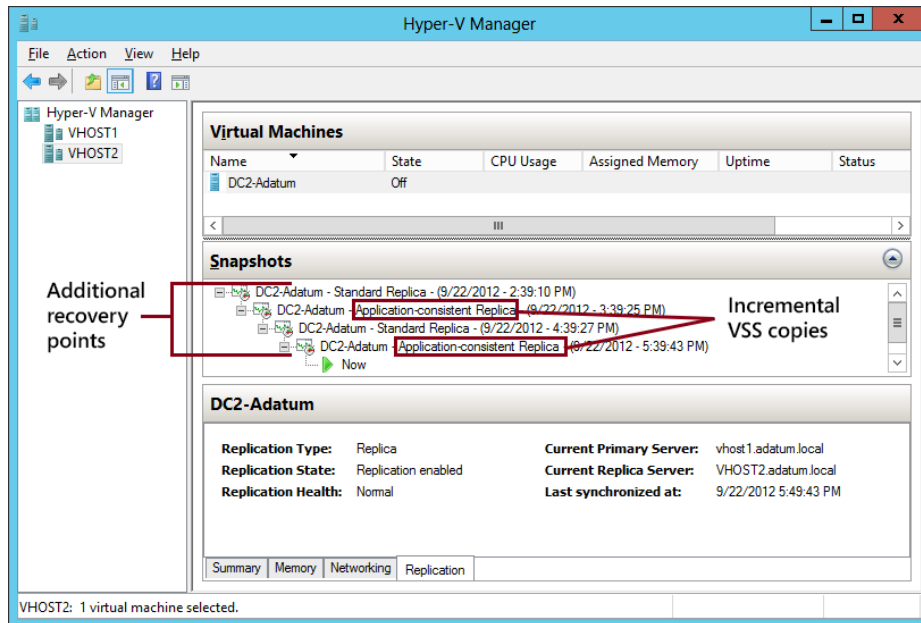 Hyper-V Manager
File Action View Help
Hyper-V Manager
VHOST1
VHOST2
Virtual Machines
Name State CPU Usage Assigned Memory Uptime Status
DC2-Adatum Off
Snapshots
DC2-Adatum - Standard Replica - (9/22/2012 - 2:39:10 PM)
DC2-Adatum - Application-consistent Replica - (9/22/2012 - 3:39:25 PM)
DC2-Adatum - Standard Replica - (9/22/2012 - 4:39:27 PM)
DC2-Adatum - Application-consistent Replica - (9/22/2012 - 5:39:43 PM)
Now
Additional
recovery
points
Incremental
VSS copies
DC2-Adatum
Replication Type: Replica Current Primary Server: vhost1.adatum.local
Replication State: Replication enabled Current Replica Server: VHOST2.adatum.local
Replication Health: Normal Last synchronized at: 9/22/2012 5:49:43 PM
Summary Memory Networking Replication
VHOST2: 1 virtual machine selected.